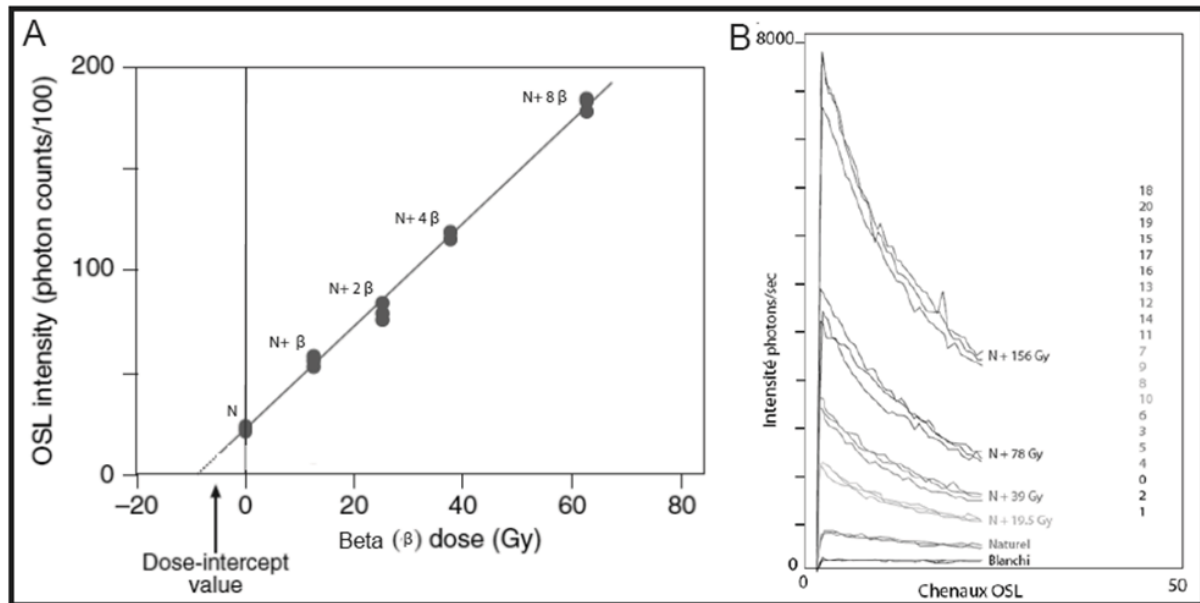 A
OSL intensity (photon counts/100)
200
100
0
N
N+ β
N+ 2 β
N+ 4 β
N+ 8 β
−20
0
20
40
60
80
Beta (β) dose (Gy)
Dose-intercept
value
B
Intensité photons/sec
8000
0
N + 156 Gy
N + 78 Gy
N + 39 Gy
N + 19.5 Gy
Naturel
Blanchi
18
20
19
15
17
16
13
12
14
11
7
9
8
10
6
3
5
4
0
2
1
0
50
Chenaux OSL